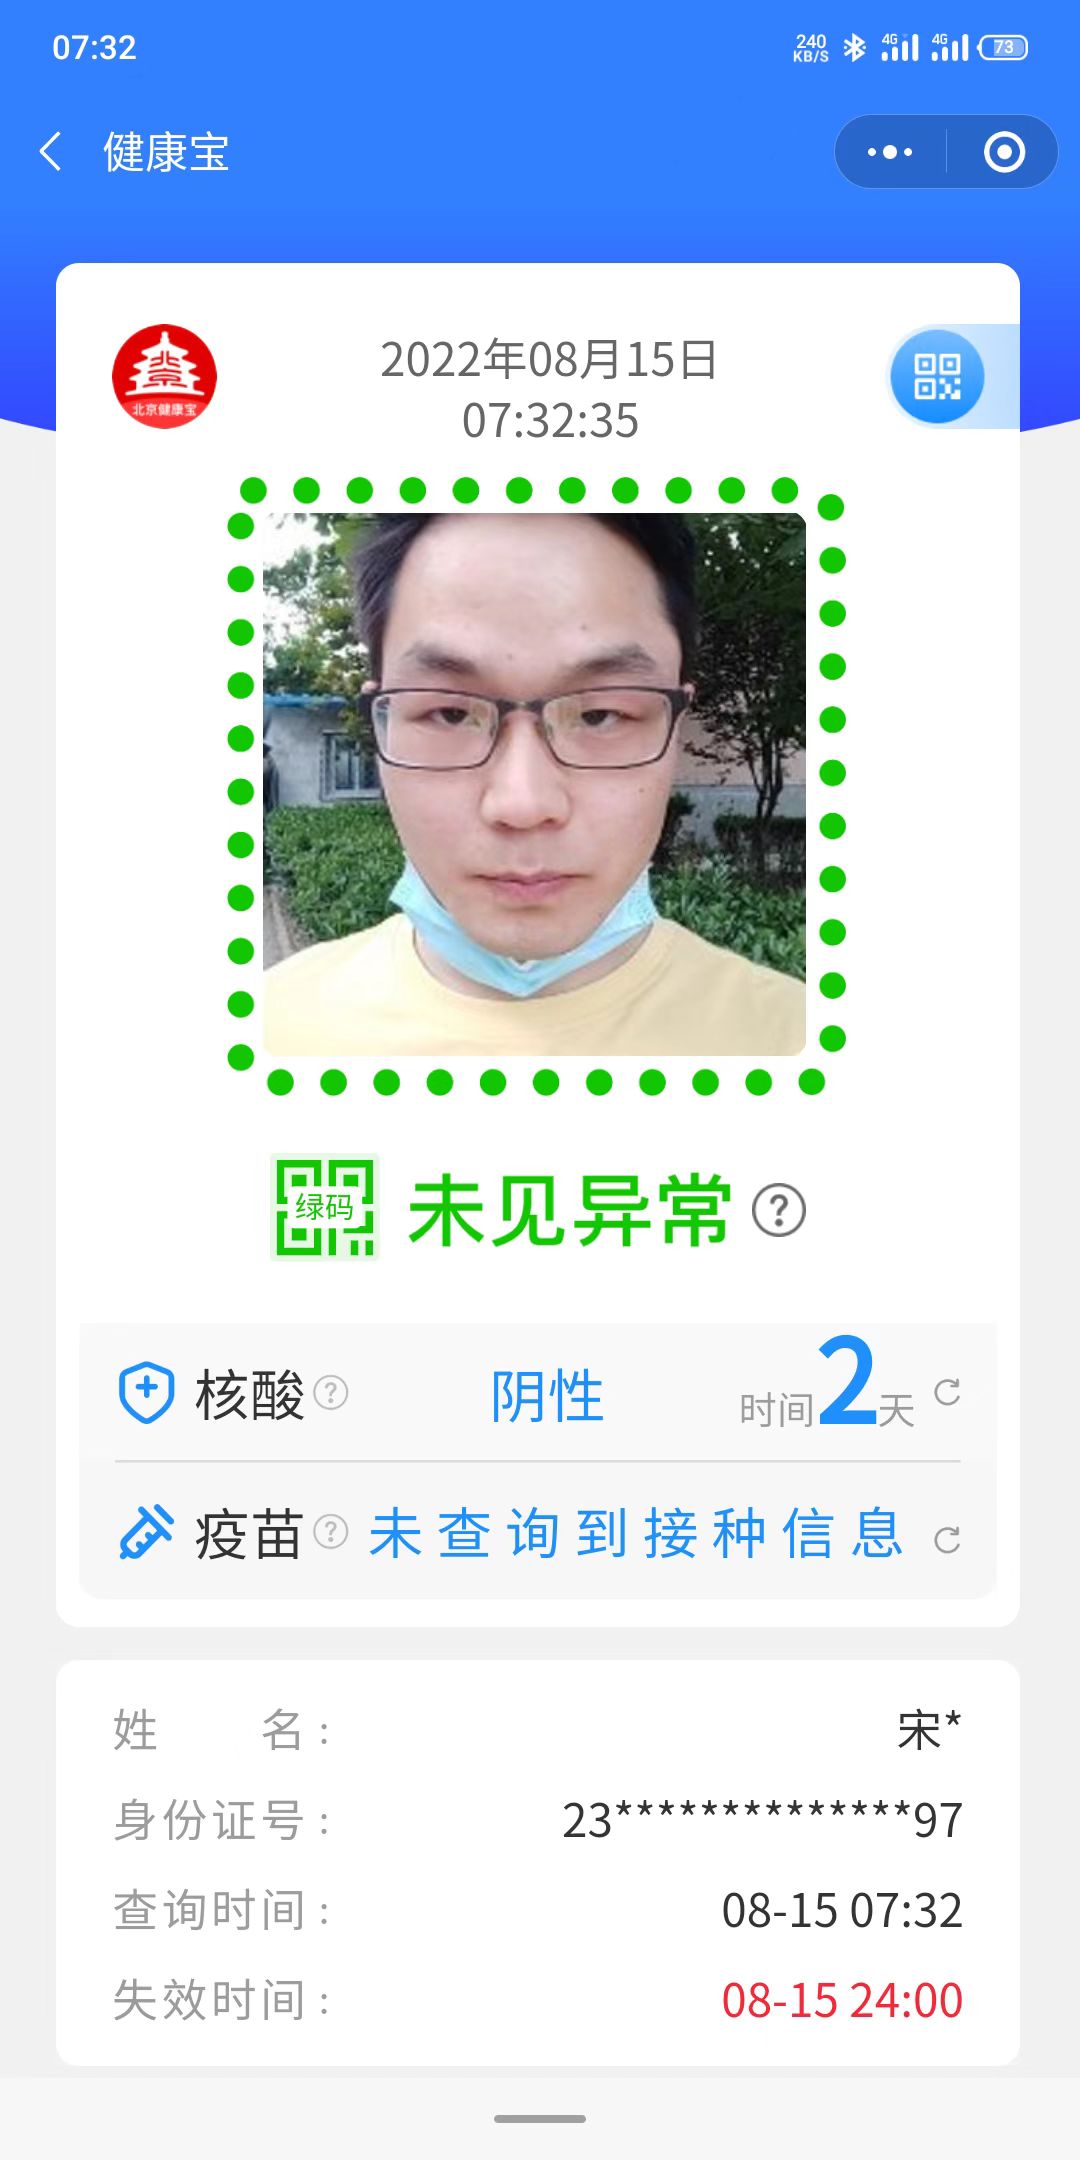 07:32
240
KB/S
4G
4G
73
健康宝
北京
北京健康宝
2022年08月15日
07:32:35
绿码
未见异常
核酸 阴性 时间2天
疫苗 未查询到接种信息
姓名: 宋*
身份证号: 23**************97
查询时间: 08-15 07:32
失效时间: 08-15 24:00